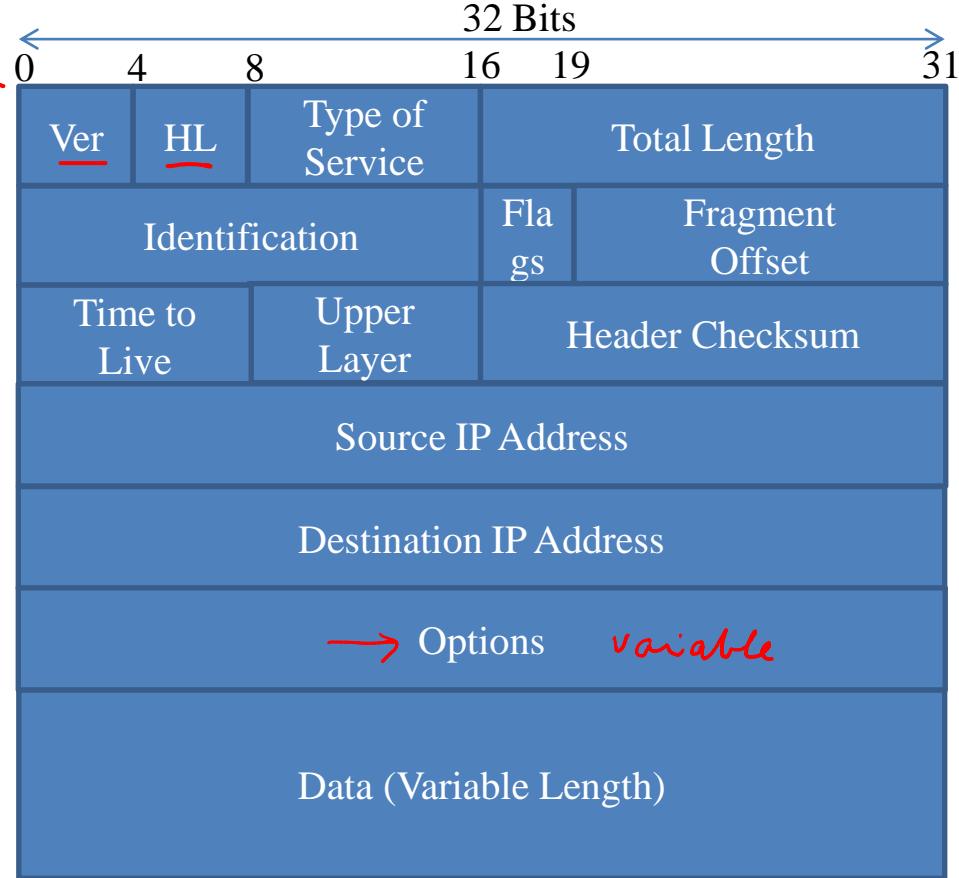 32 Bits
0 4 8 16 19 31
Ver HL Type of Service Total Length
Identification Fla gs Fragment Offset
Time to Live Upper Layer Header Checksum
Source IP Address
Destination IP Address
→ Options variable
Data (Variable Length)